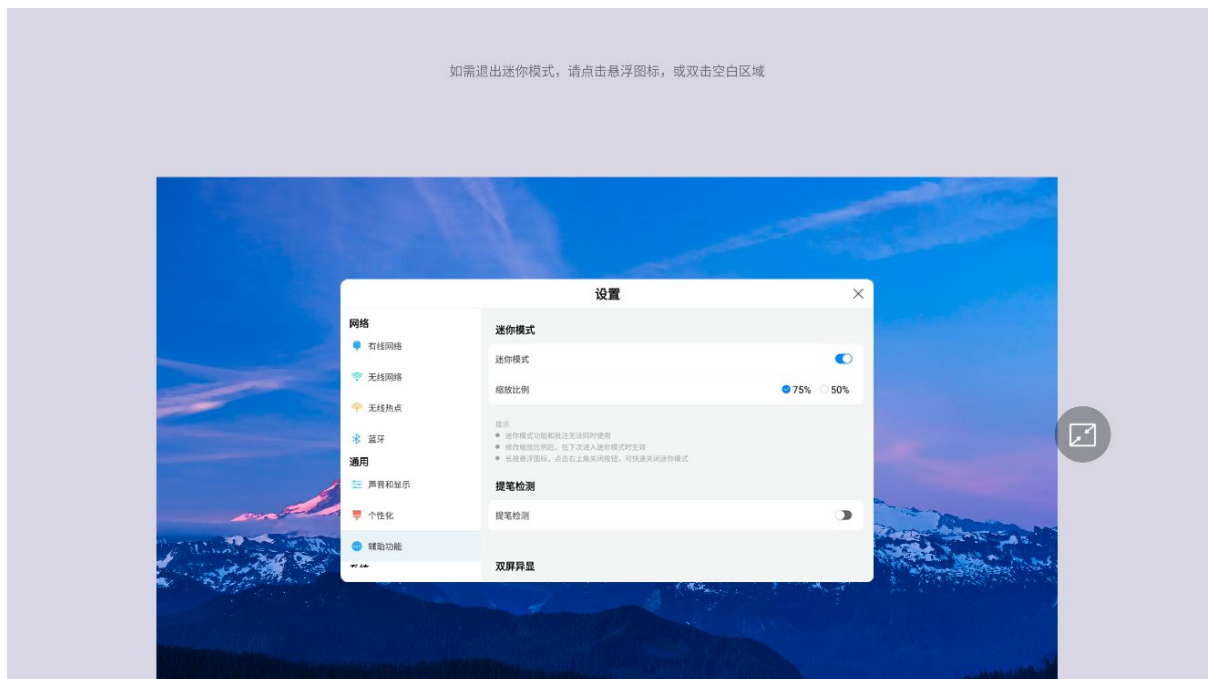 如需退出迷你模式，请点击悬浮图标，或双击空白区域
设置
网络
有线网络
无线网络
无线热点
蓝牙
通用
声音和显示
个性化
辅助功能
迷你模式
迷你模式
缩放比例
75%
50%
提示
迷你模式功能和批注无法同时使用
修改缩放比例后，在下次进入迷你模式时生效
长按悬浮图标，点击右上角关闭按钮，可快速关闭迷你模式
提笔检测
提笔检测
双屏异显